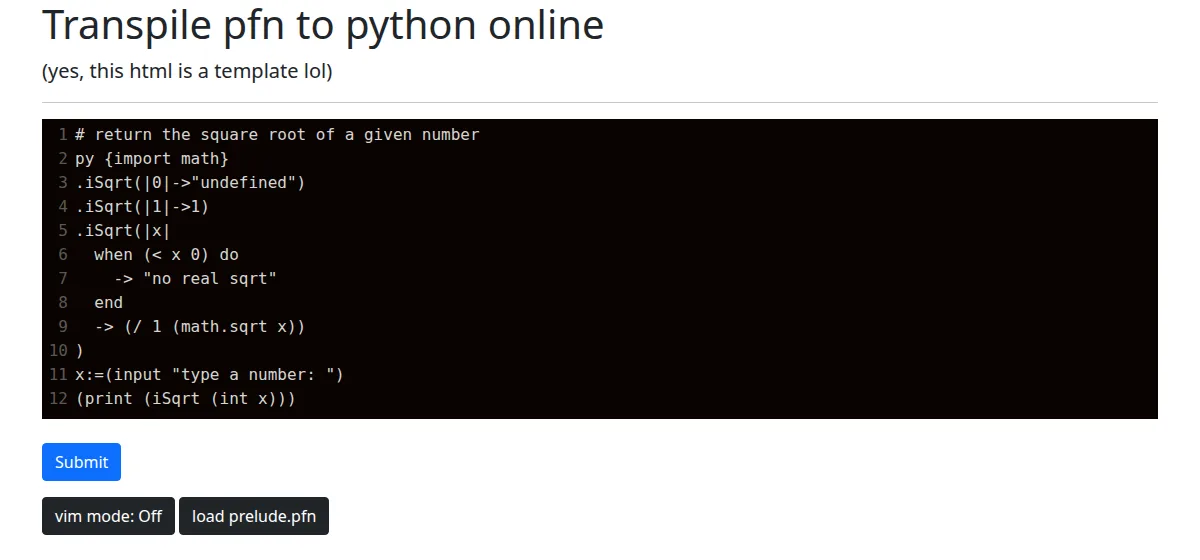 Transpile pfn to python online
(yes, this html is a template lol)
1 # return the square root of a given number
2 py {import math}
3 .iSqrt(|0|->"undefined")
4 .iSqrt(|1|->1)
5 .iSqrt(|x|
6   when (< x 0) do
7     -> "no real sqrt"
8   end
9   -> (/ 1 (math.sqrt x))
10 )
11 x:=(input "type a number: ")
12 (print (iSqrt (int x)))
Submit
vim mode: Off load prelude.pfn